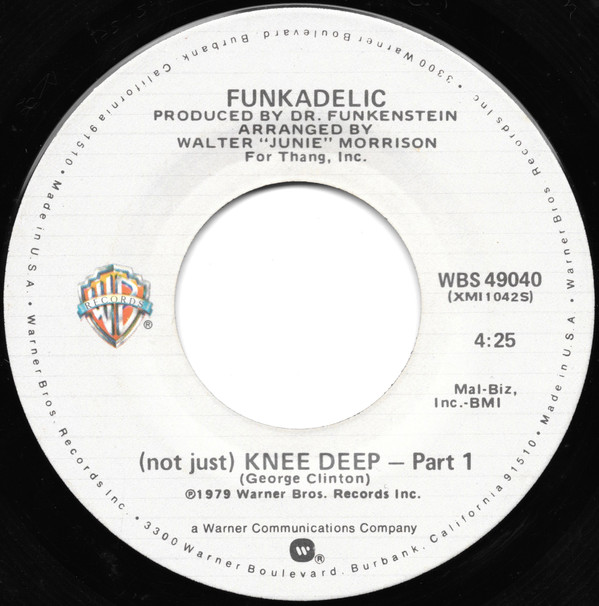 FUNKADELIC
PRODUCED BY DR. FUNKENSTEIN
ARRANGED BY
WALTER "JUNIE" MORRISON
For Thang, Inc.
WB
RECORDS
®
WBS 49040
(XMI1042S)
4:25
Mal-Biz,
Inc.-BMI
(not just) KNEE DEEP — Part 1
(George Clinton)
℗1979 Warner Bros. Records Inc.
a Warner Communications Company
®
Warner Bros. Records Inc. • 3300 Warner Boulevard. Burbank, California 91510 • Made in U.S.A. •
Warner Bros. Records Inc. • 3300 Warner Boulevard. Burbank, California 91510 • Made in U.S.A. •